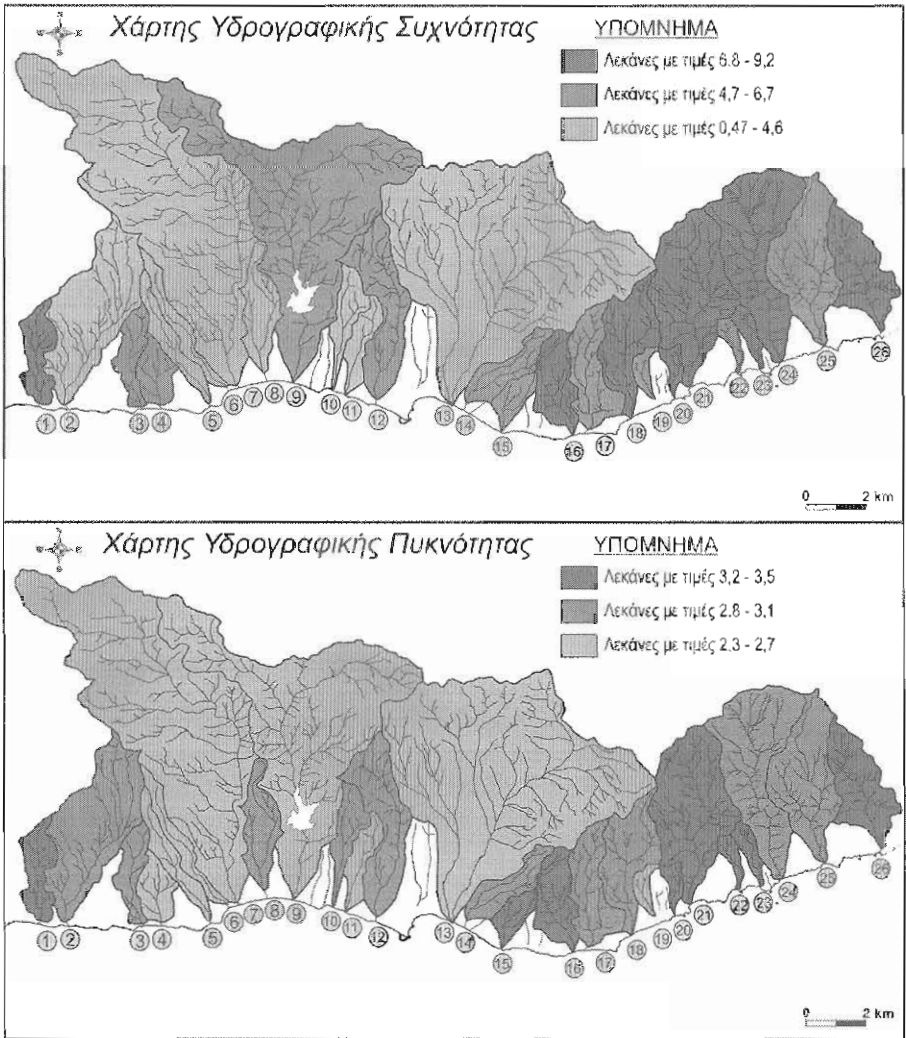 Χάρτης Υδρογραφικής Συχνότητας
ΥΠΟΜΝΗΜΑ
Λεκάνες με τιμές 6.8 - 9,2
Λεκάνες με τιμές 4,7 - 6,7
Λεκάνες με τιμές 0,47 - 4,6
1 2 3 4 5 6 7 8 9 10 11 12 13 14 15 16 17 18 19 20 21 22 23 24 25 26
0 2 km
Χάρτης Υδρογραφικής Πυκνότητας
ΥΠΟΜΝΗΜΑ
Λεκάνες με τιμές 3,2 - 3,5
Λεκάνες με τιμές 2.8 - 3,1
Λεκάνες με τιμές 2.3 - 2,7
1 2 3 4 5 6 7 8 9 10 11 12 13 14 15 16 17 18 19 20 21 22 23 24 25 26
0 2 km